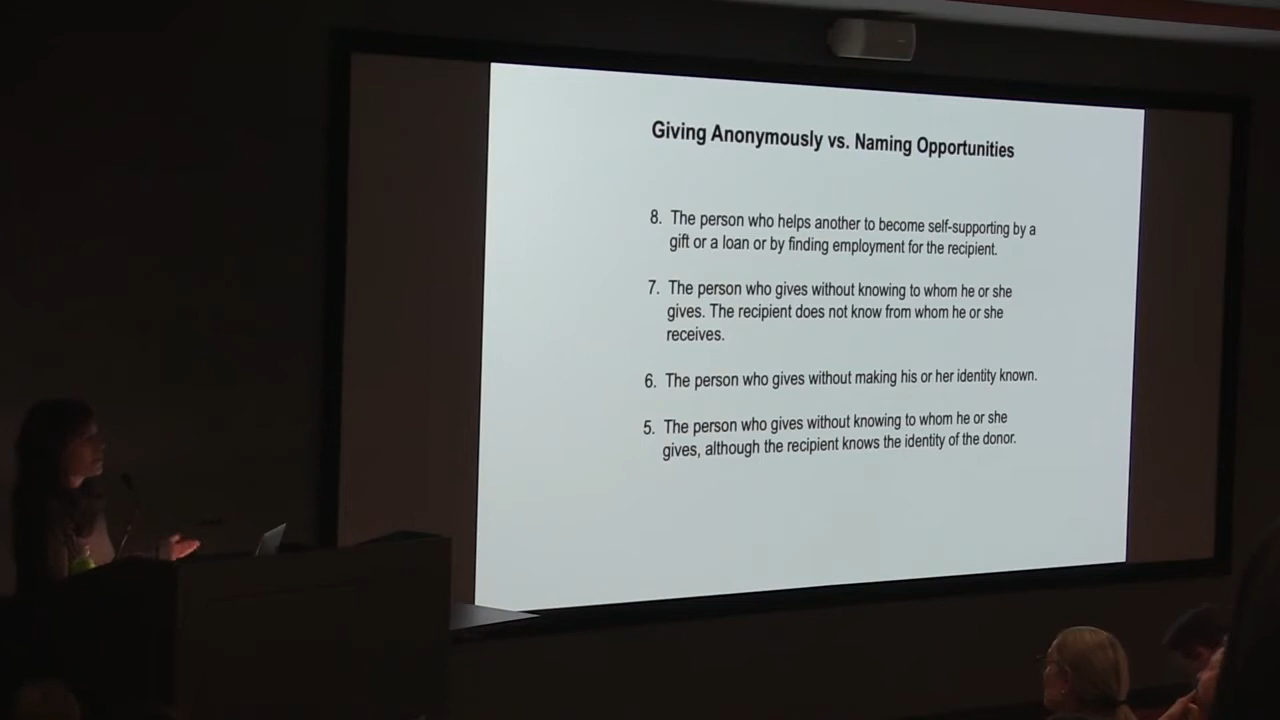 Giving Anonymously vs. Naming Opportunities
8. The person who helps another to become self-supporting by a
gift or a loan or by finding employment for the recipient.
7. The person who gives without knowing to whom he or she
gives. The recipient does not know from whom he or she
receives.
6. The person who gives without making his or her identity known.
5. The person who gives without knowing to whom he or she
gives, although the recipient knows the identity of the donor.